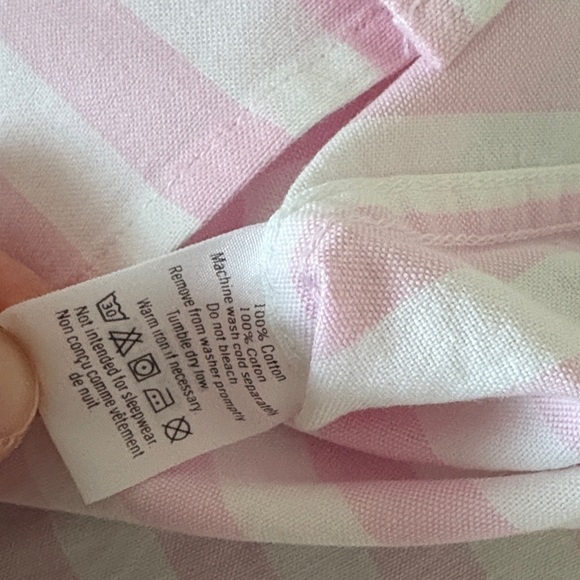 100% Cotton
100% Coton
Machine wash cold separately
Do not bleach
Remove from washer promptly
Tumble dry low
Warm iron if necessary
30
Not intended for sleepwear.
Non conçu comme vêtement
de nuit.